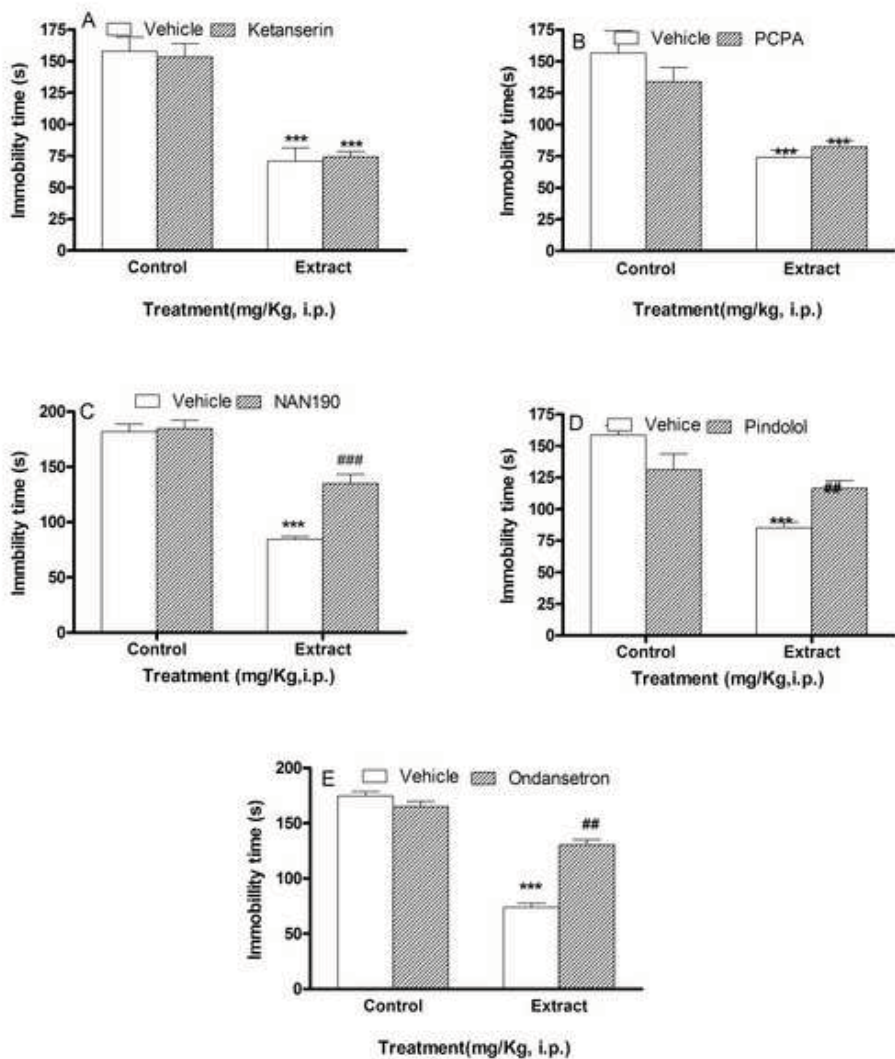 A
Vehicle Ketanserin
Immobility time (s)
175
150
125
100
75
50
25
0
*** ***
Control Extract
Treatment(mg/Kg, i.p.)
B
Vehicle PCPA
Immobility time(s)
175
150
125
100
75
50
25
0
*** ***
Control Extract
Treatment(mg/kg, i.p.)
C
Vehicle NAN190
Immbility time (s)
200
150
100
50
0
###
***
Control Extract
Treatment (mg/Kg,i.p.)
D
Vehice Pindolol
Immobility time (s)
175
150
125
100
75
50
25
0
##
***
Control Extract
Treatment (mg/Kg,i.p.)
E
Vehicle Ondansetron
Immobillity time (s)
200
150
100
50
0
##
***
Control Extract
Treatment(mg/Kg, i.p.)